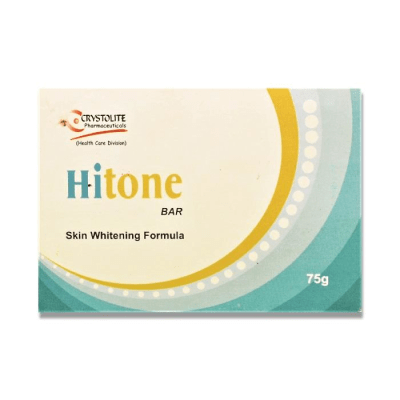 CRYSTOLITE
Pharmaceuticals
(Health Care Division)
Hitone
BAR
Skin Whitening Formula
75g